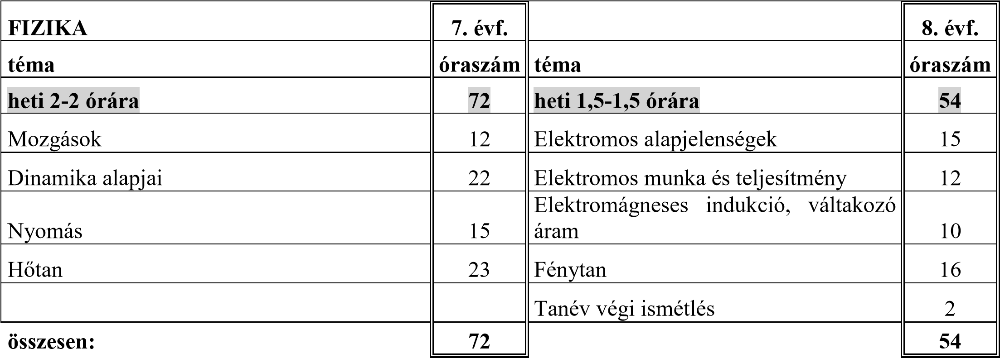 FIZIKA 7. évf. 8. évf.
téma óraszám téma óraszám
heti 2-2 órára 72 heti 1,5-1,5 órára 54
Mozgások 12 Elektromos alapjelenségek 15
Dinamika alapjai 22 Elektromos munka és teljesítmény 12
Elektromágneses indukció, váltakozó
Nyomás 15 áram 10
Hőtan 23 Fénytan 16
Tanév végi ismétlés 2
összesen: 72 54